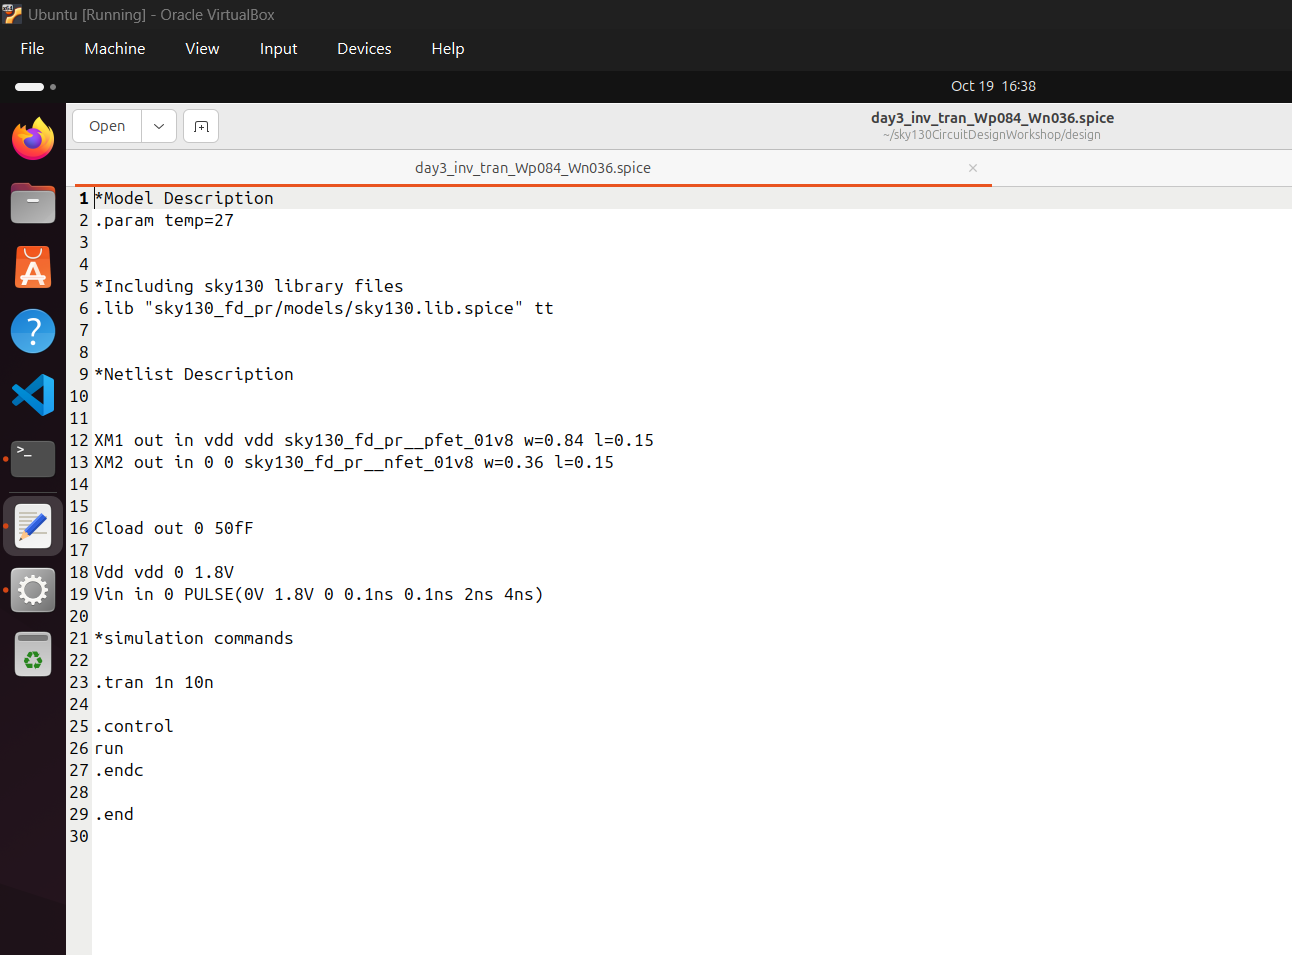 Ubuntu [Running] - Oracle VirtualBox
File Machine View Input Devices Help
Oct 19 16:38
Open
day3_inv_tran_Wp084_Wn036.spice
~/sky130CircuitDesignWorkshop/design
day3_inv_tran_Wp084_Wn036.spice ×
1 *Model Description
2 .param temp=27
3
4
5 *Including sky130 library files
6 .lib "sky130_fd_pr/models/sky130.lib.spice" tt
7
8
9 *Netlist Description
10
11
12 XM1 out in vdd vdd sky130_fd_pr__pfet_01v8 w=0.84 l=0.15
13 XM2 out in 0 0 sky130_fd_pr__nfet_01v8 w=0.36 l=0.15
14
15
16 Cload out 0 50fF
17
18 Vdd vdd 0 1.8V
19 Vin in 0 PULSE(0V 1.8V 0 0.1ns 0.1ns 2ns 4ns)
20
21 *simulation commands
22
23 .tran 1n 10n
24
25 .control
26 run
27 .endc
28
29 .end
30